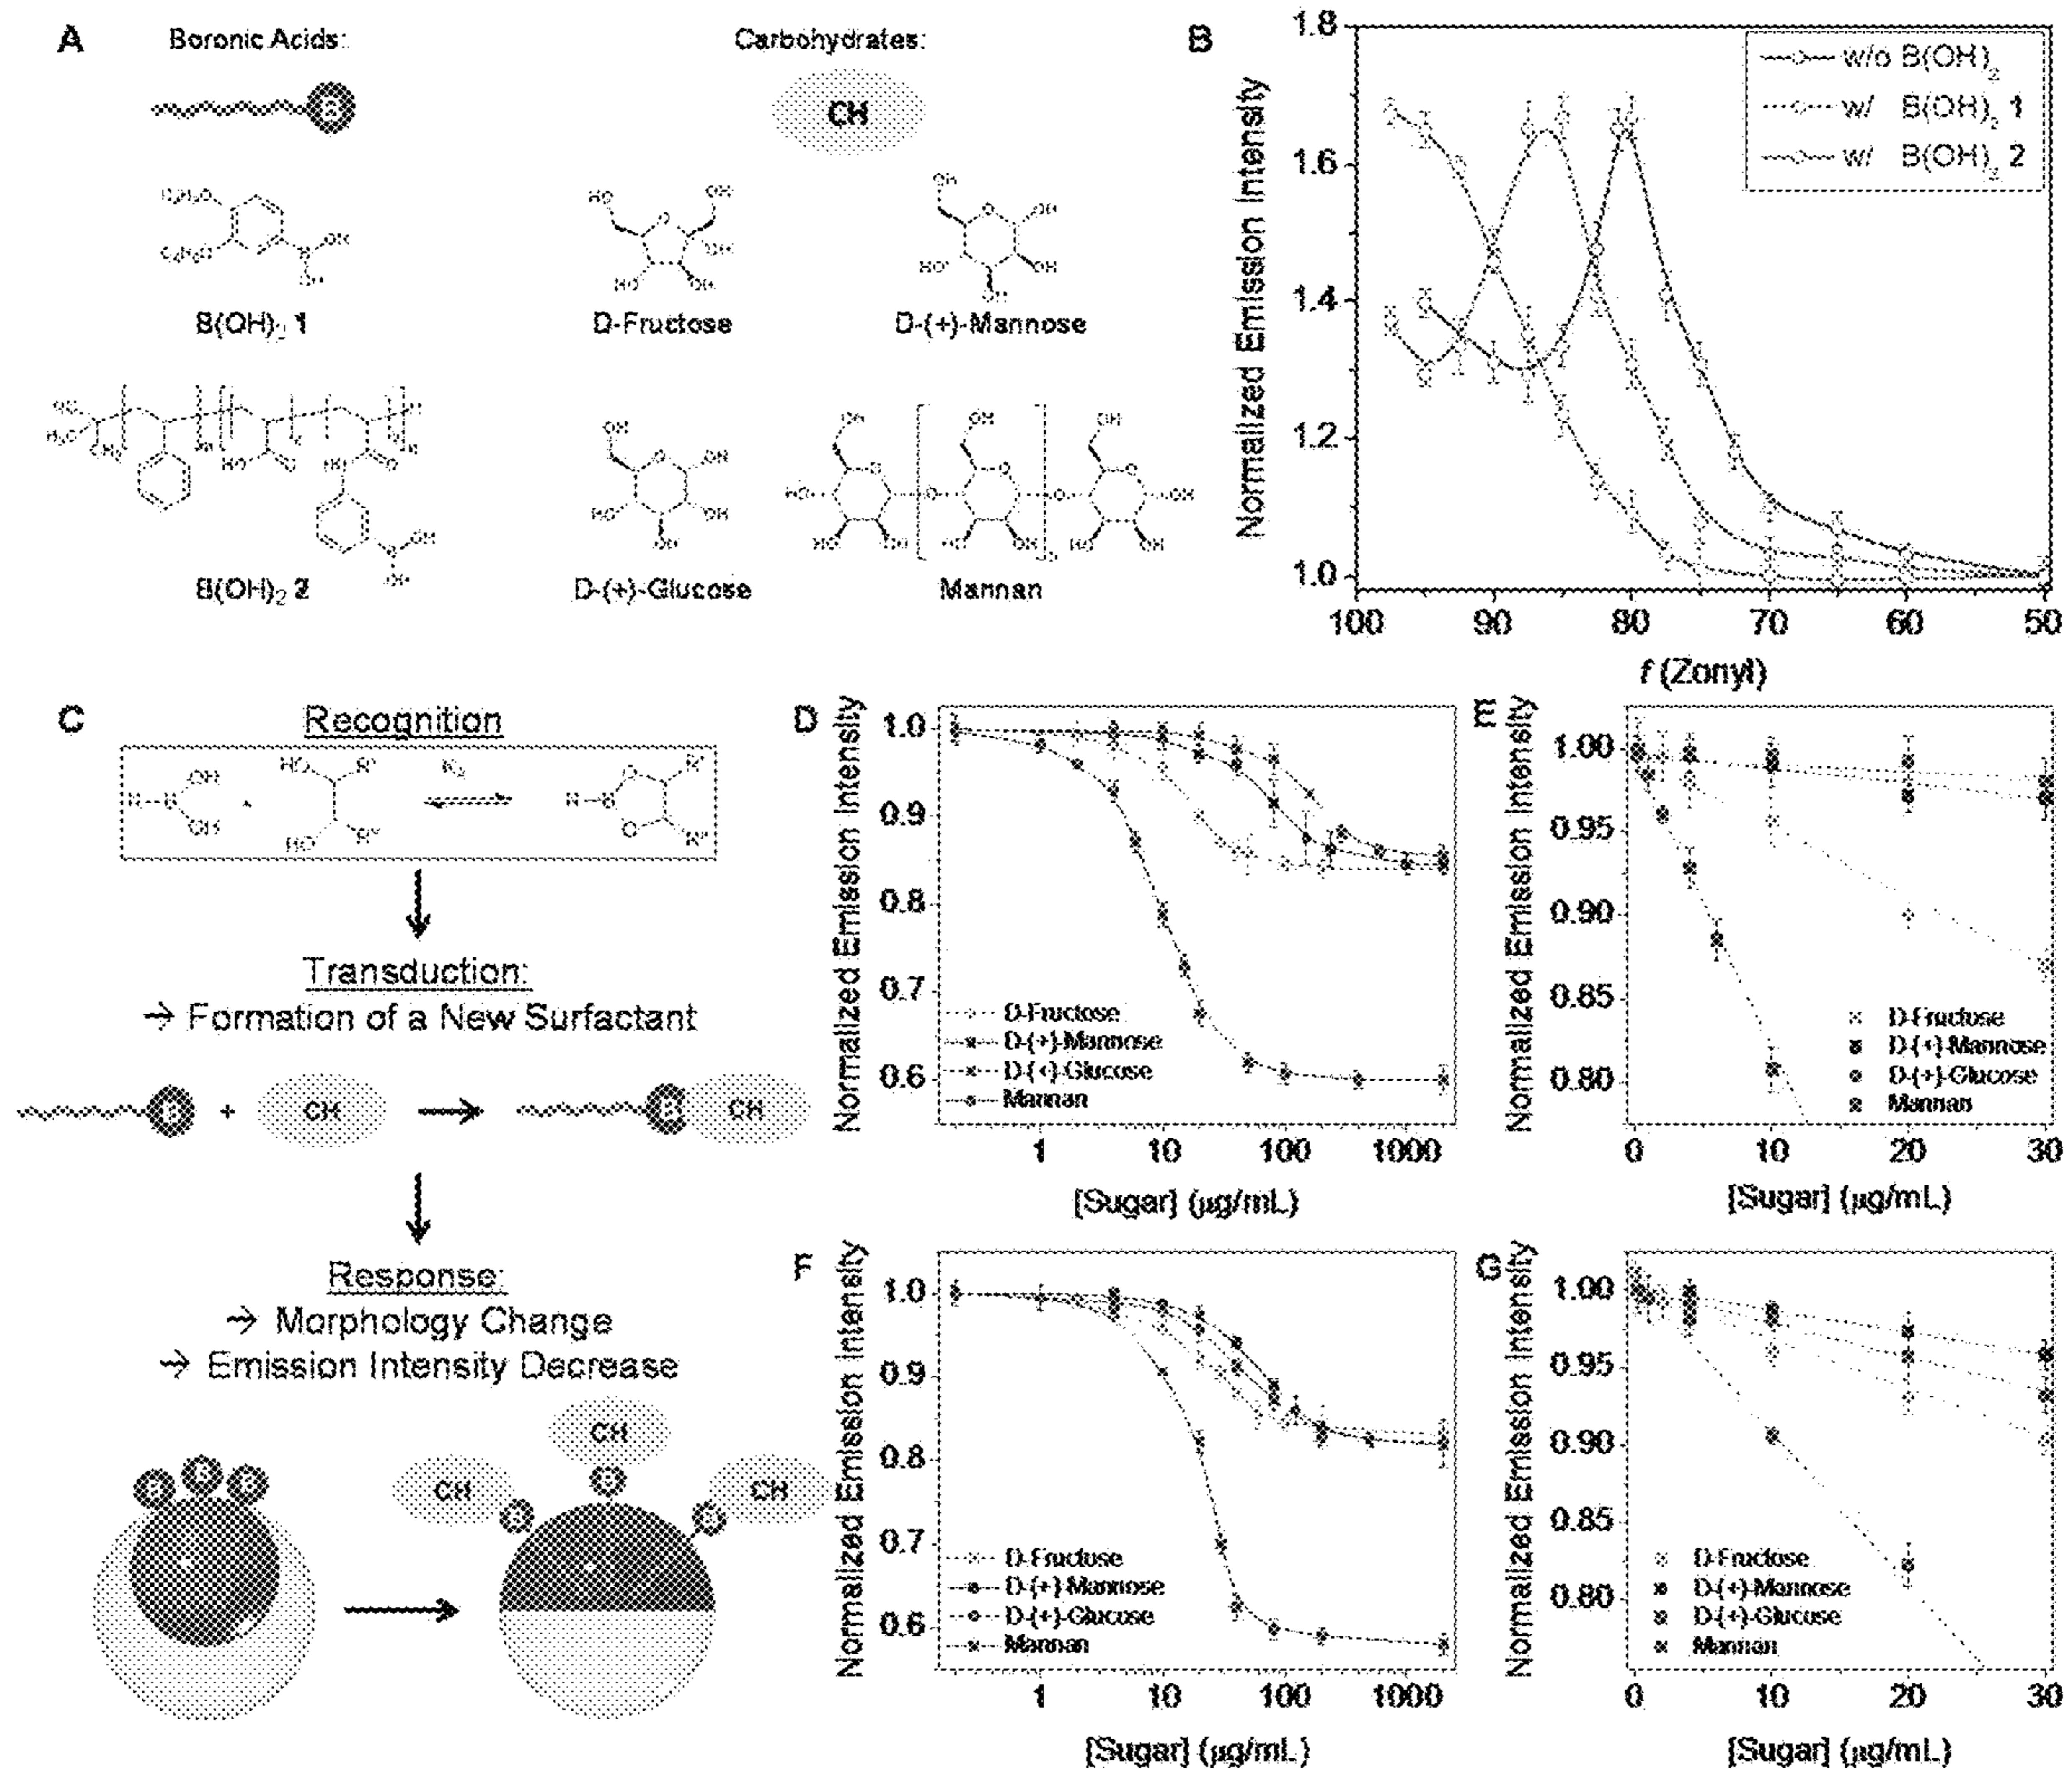 A
Boronic Acids:
Carbohydrates:
B
CH
B(OH)2 1
D-Fructose
D-(+)-Mannose
B(OH)2 2
D-(+)-Glucose
Mannan
B
Normalized Emission Intensity
1.8
1.6
1.4
1.2
1.0
w/o B(OH)2
w/ B(OH)2 1
w/ B(OH)2 2
100 90 80 70 60 50
f (Zonyl)
C
Recognition
Transduction:
→ Formation of a New Surfactant
B + CH → B CH
Response:
→ Morphology Change
→ Emission Intensity Decrease
B B B
CH CH CH
B B B
D
Normalized Emission Intensity
1.0
0.9
0.8
0.7
0.6
D-Fructose
D-(+)-Mannose
D-(+)-Glucose
Mannan
1 10 100 1000
[Sugar] (μg/mL)
E
Normalized Emission Intensity
1.00
0.95
0.90
0.85
0.80
D-Fructose
D-(+)-Mannose
D-(+)-Glucose
Mannan
0 10 20 30
[Sugar] (μg/mL)
F
Normalized Emission Intensity
1.0
0.9
0.8
0.7
0.6
D-Fructose
D-(+)-Mannose
D-(+)-Glucose
Mannan
1 10 100 1000
[Sugar] (μg/mL)
G
Normalized Emission Intensity
1.00
0.95
0.90
0.85
0.80
D-Fructose
D-(+)-Mannose
D-(+)-Glucose
Mannan
0 10 20 30
[Sugar] (μg/mL)